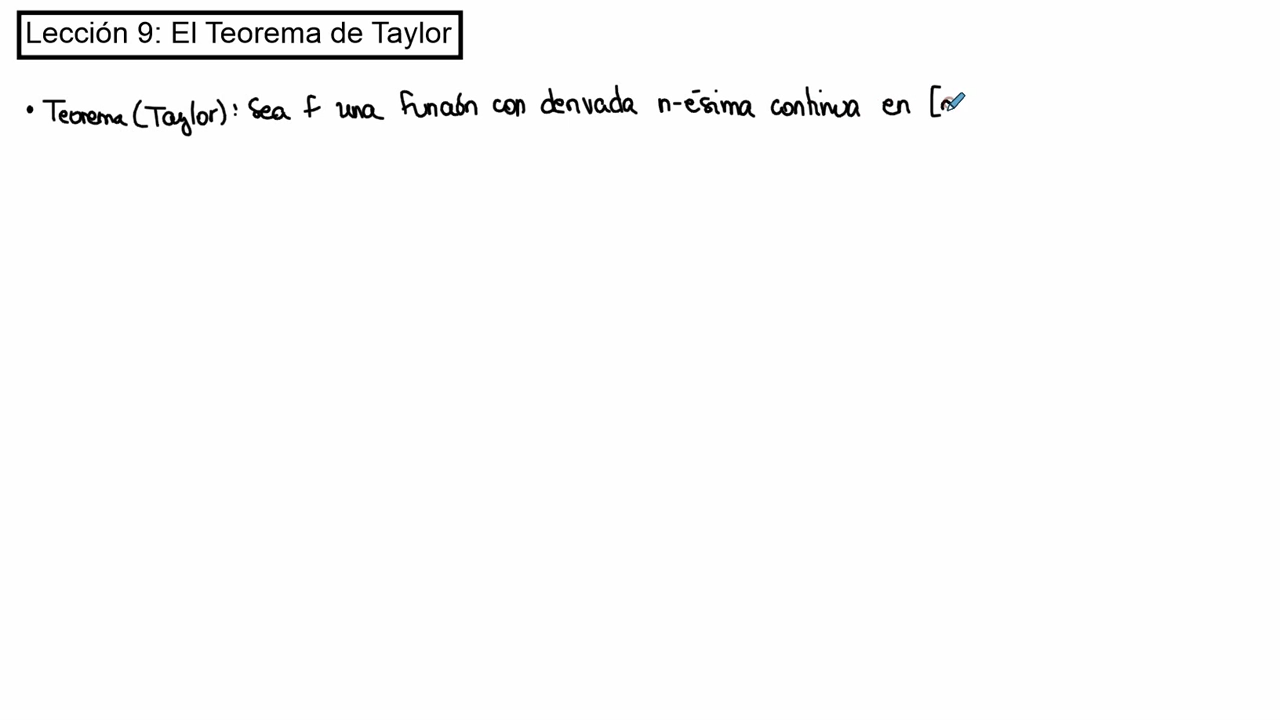 Lección 9: El Teorema de Taylor
• Teorema (Taylor): Sea f una función con derivada n-ésima continua en [